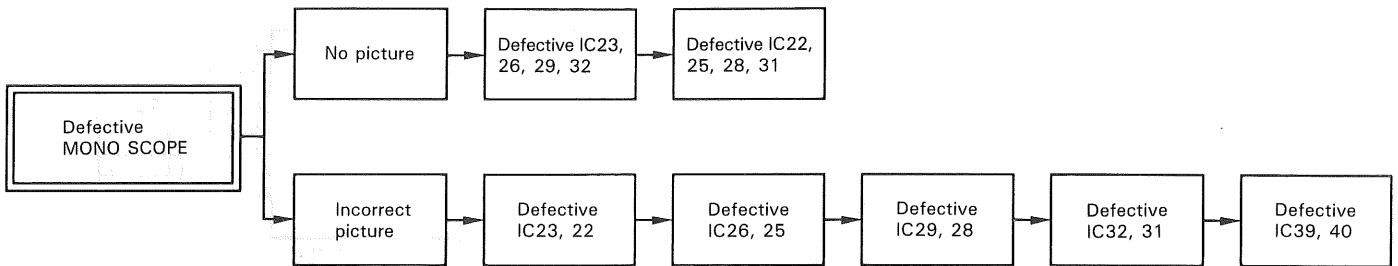 No picture
Defective IC23,
26, 29, 32
Defective IC22,
25, 28, 31
Defective
MONO SCOPE
Incorrect
picture
Defective
IC23, 22
Defective
IC26, 25
Defective
IC29, 28
Defective
IC32, 31
Defective
IC39, 40